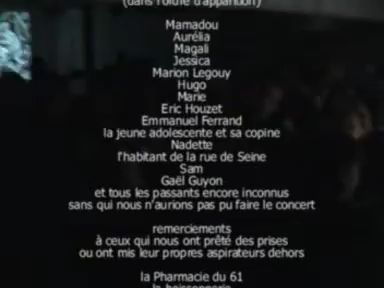 (dans l'ordre d'apparition)
Mamadou
Aurélia
Magali
Jessica
Marion Legouy
Hugo
Marie
Eric Houzet
Emmanuel Ferrand
la jeune adolescente et sa copine
Nadette
l'habitant de la rue de Seine
Sam
Gaël Guyon
et tous les passants encore inconnus
sans qui nous n'aurions pas pu faire le concert
remerciements
à ceux qui nous ont prêté des prises
ou ont mis leur propres aspirateurs dehors
la Pharmacie du 61